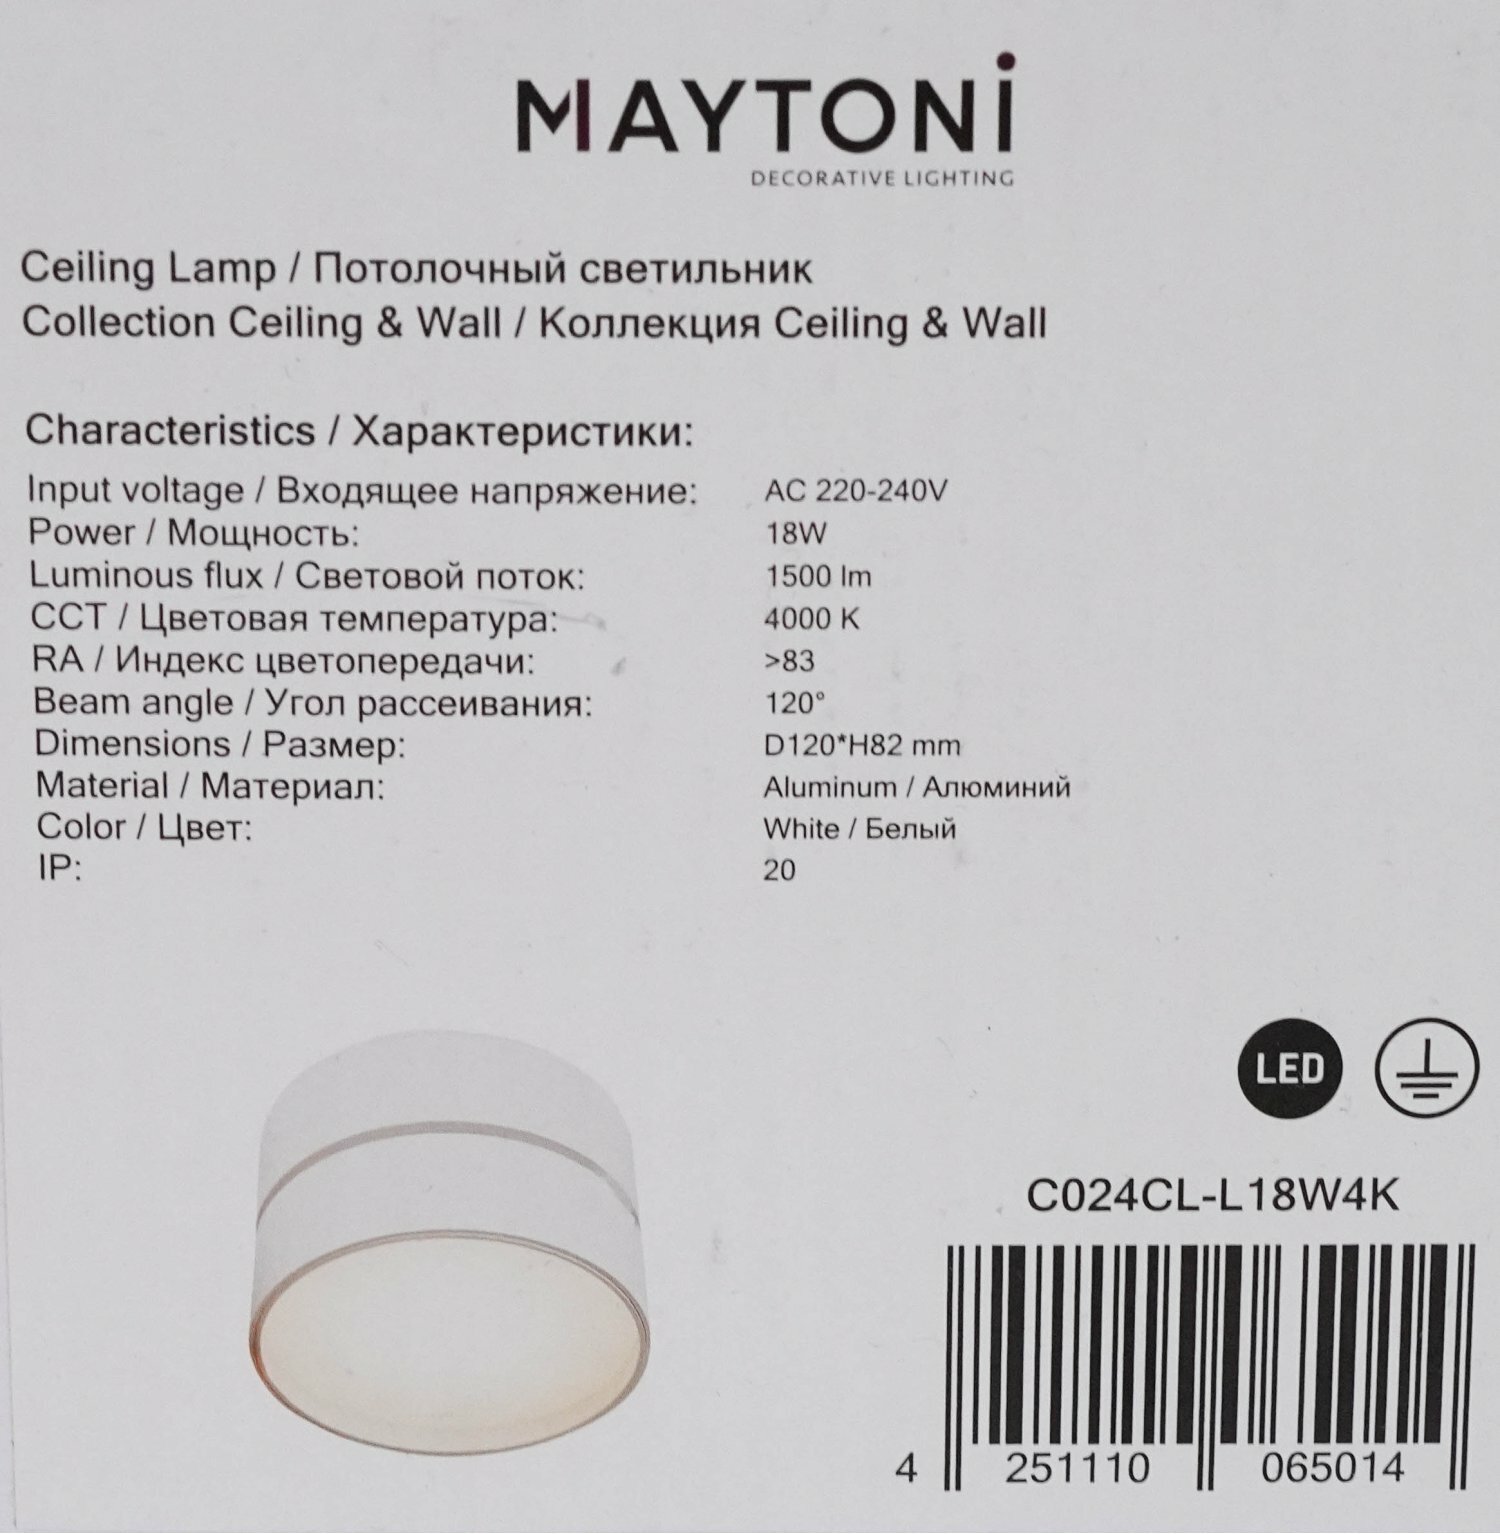 MAYTONi
DECORATIVE LIGHTING
Ceiling Lamp / Потолочный светильник
Collection Ceiling & Wall / Коллекция Ceiling & Wall
Characteristics / Характеристики:
Input voltage / Входящее напряжение: AC 220-240V
Power / Мощность: 18W
Luminous flux / Световой поток: 1500 lm
CCT / Цветовая температура: 4000 K
RA / Индекс цветопередачи: >83
Beam angle / Угол рассеивания: 120°
Dimensions / Размер: D120*H82 mm
Material / Материал: Aluminum / Алюминий
Color / Цвет: White / Белый
IP: 20
LED
C024CL-L18W4K
4 251110 065014